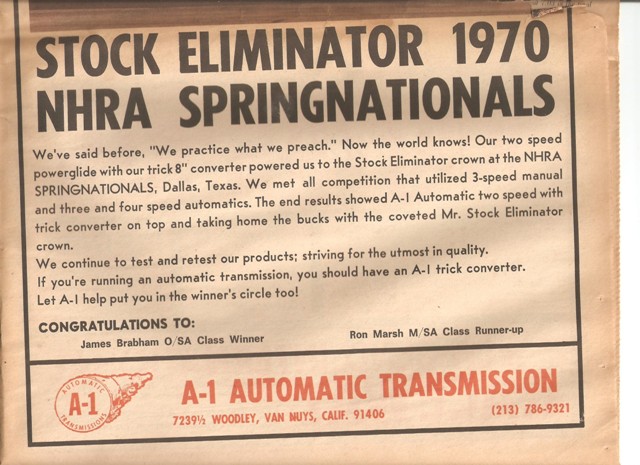 STOCK ELIMINATOR 1970
NHRA SPRINGNATIONALS
We've said before, "We practice what we preach." Now the world knows! Our two speed
powerglide with our trick 8" converter powered us to the Stock Eliminator crown at the NHRA
SPRINGNATIONALS, Dallas, Texas. We met all competition that utilized 3-speed manual
and three and four speed automatics. The end results showed A-1 Automatic two speed with
trick converter on top and taking home the bucks with the coveted Mr. Stock Eliminator
crown.
We continue to test and retest our products; striving for the utmost in quality.
If you're running an automatic transmission, you should have an A-1 trick converter.
Let A-1 help put you in the winner's circle too!
CONGRATULATIONS TO:
James Brabham O/SA Class Winner
Ron Marsh M/SA Class Runner-up
AUTOMATIC
A-1
TRANSMISSIONS
A-1 AUTOMATIC TRANSMISSION
7239½ WOODLEY, VAN NUYS, CALIF. 91406
(213) 786-9321